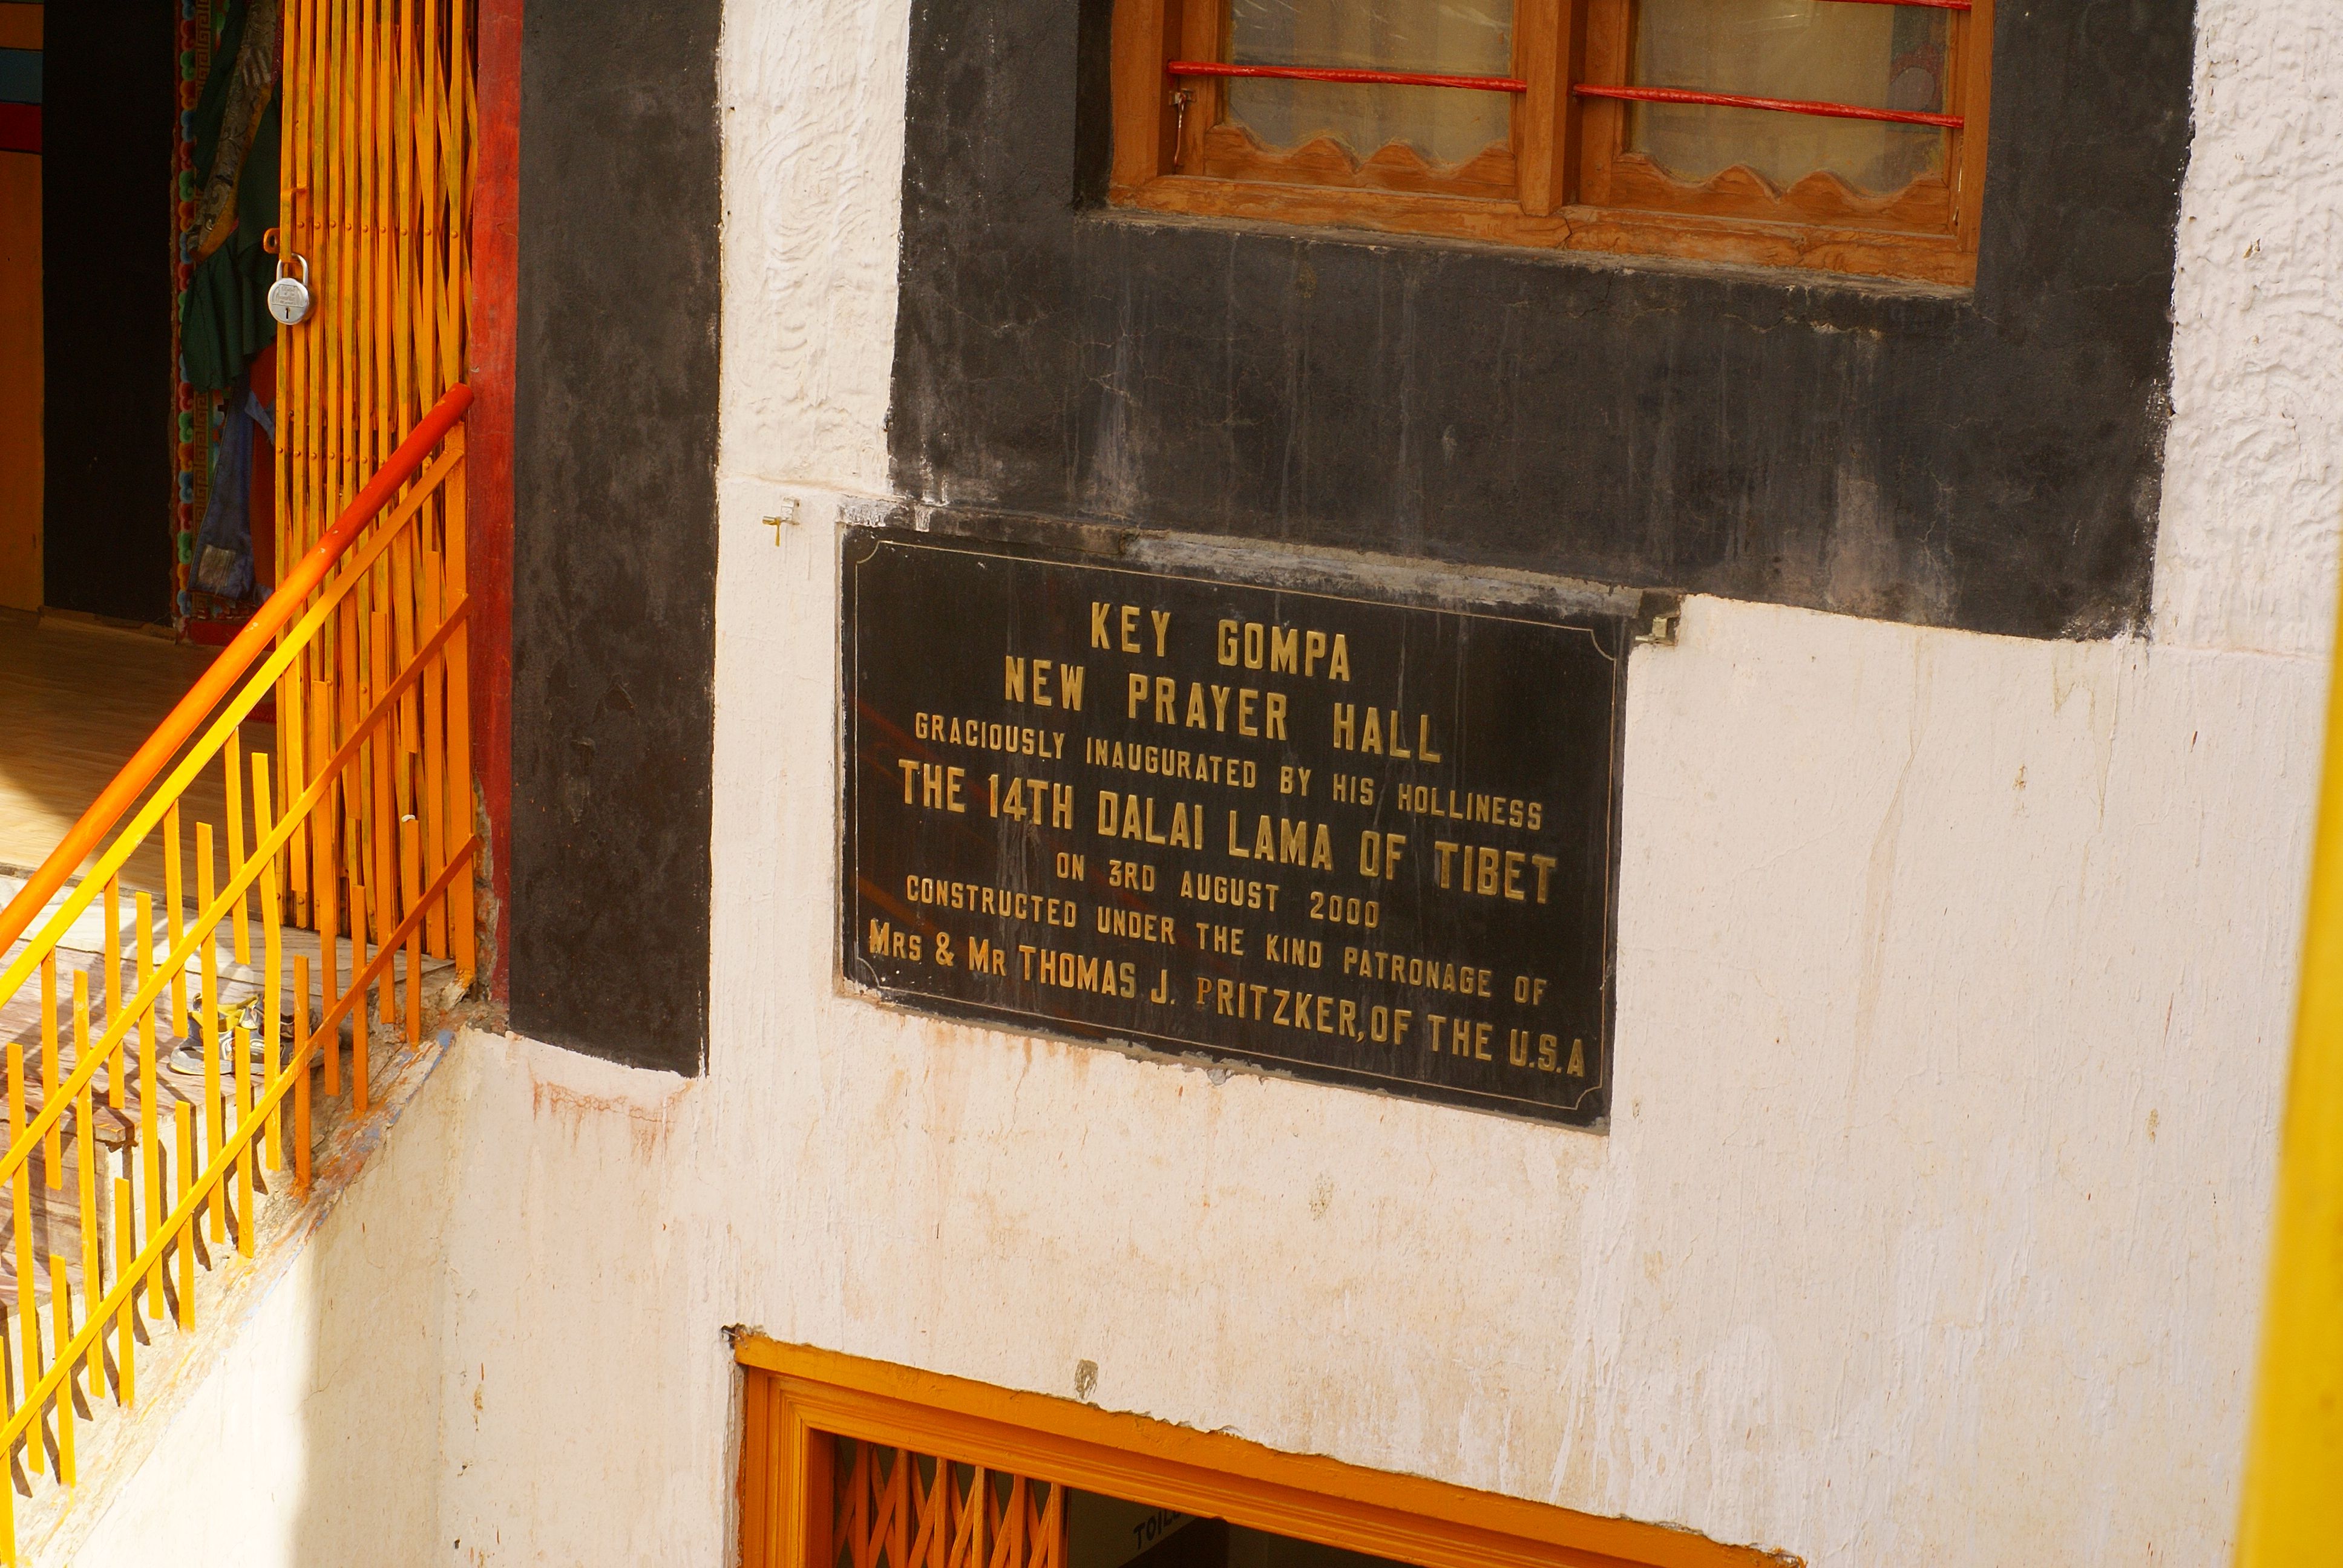 KEY GOMPA
NEW PRAYER HALL
GRACIOUSLY INAUGURATED BY HIS HOLLINESS
THE 14TH DALAI LAMA OF TIBET
ON 3RD AUGUST 2000
CONSTRUCTED UNDER THE KIND PATRONAGE OF
MRS & MR THOMAS J. PRITZKER, OF THE U.S.A